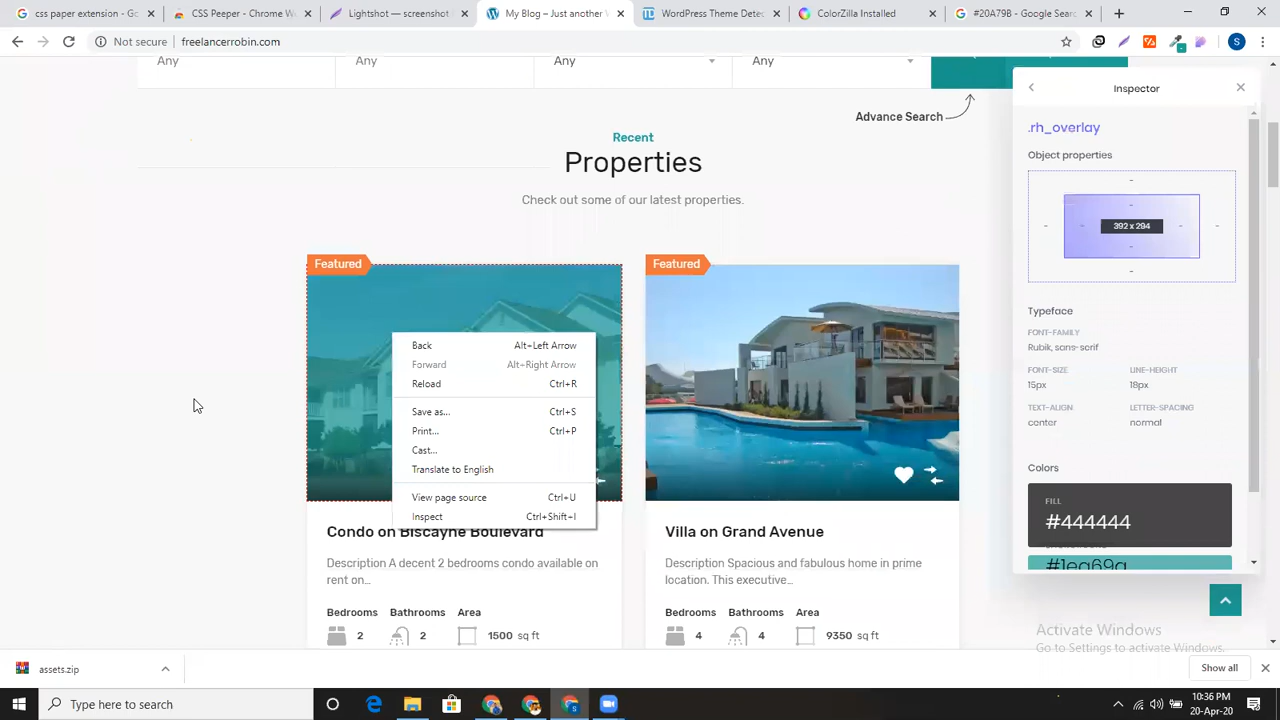 css paper extension - Goo
CSS Peeper - Chrome W
Lightshot — screenshot
My Blog – Just another
WordPress Theme Detec
ColorZilla Installed
#20A79B - Google Searc
Not secure | freelancerrobin.com
S
Any
Any
Any
Any
Advance Search
Recent
Properties
Check out some of our latest properties.
Featured
Featured
Back Alt+Left Arrow
Forward Alt+Right Arrow
Reload Ctrl+R
Save as... Ctrl+S
Print... Ctrl+P
Cast...
Translate to English
View page source Ctrl+U
Inspect Ctrl+Shift+I
Condo on Biscayne Boulevard
Description A decent 2 bedrooms condo available on
rent on…
Bedrooms Bathrooms Area
2 2 1500 sq ft
Villa on Grand Avenue
Description Spacious and fabulous home in prime
location. This executive…
Bedrooms Bathrooms Area
4 4 9350 sq ft
Inspector
.rh_overlay
Object properties
-
-
- - 392 x 294 - -
-
-
Typeface
FONT-FAMILY
Rubik, sans-serif
FONT-SIZE LINE-HEIGHT
15px 18px
TEXT-ALIGN LETTER-SPACING
center normal
Colors
FILL
#444444
#1ea69a
Activate Windows
Go to Settings to activate Windows.
assets.zip
Show all
Type here to search
10:36 PM
20-Apr-20